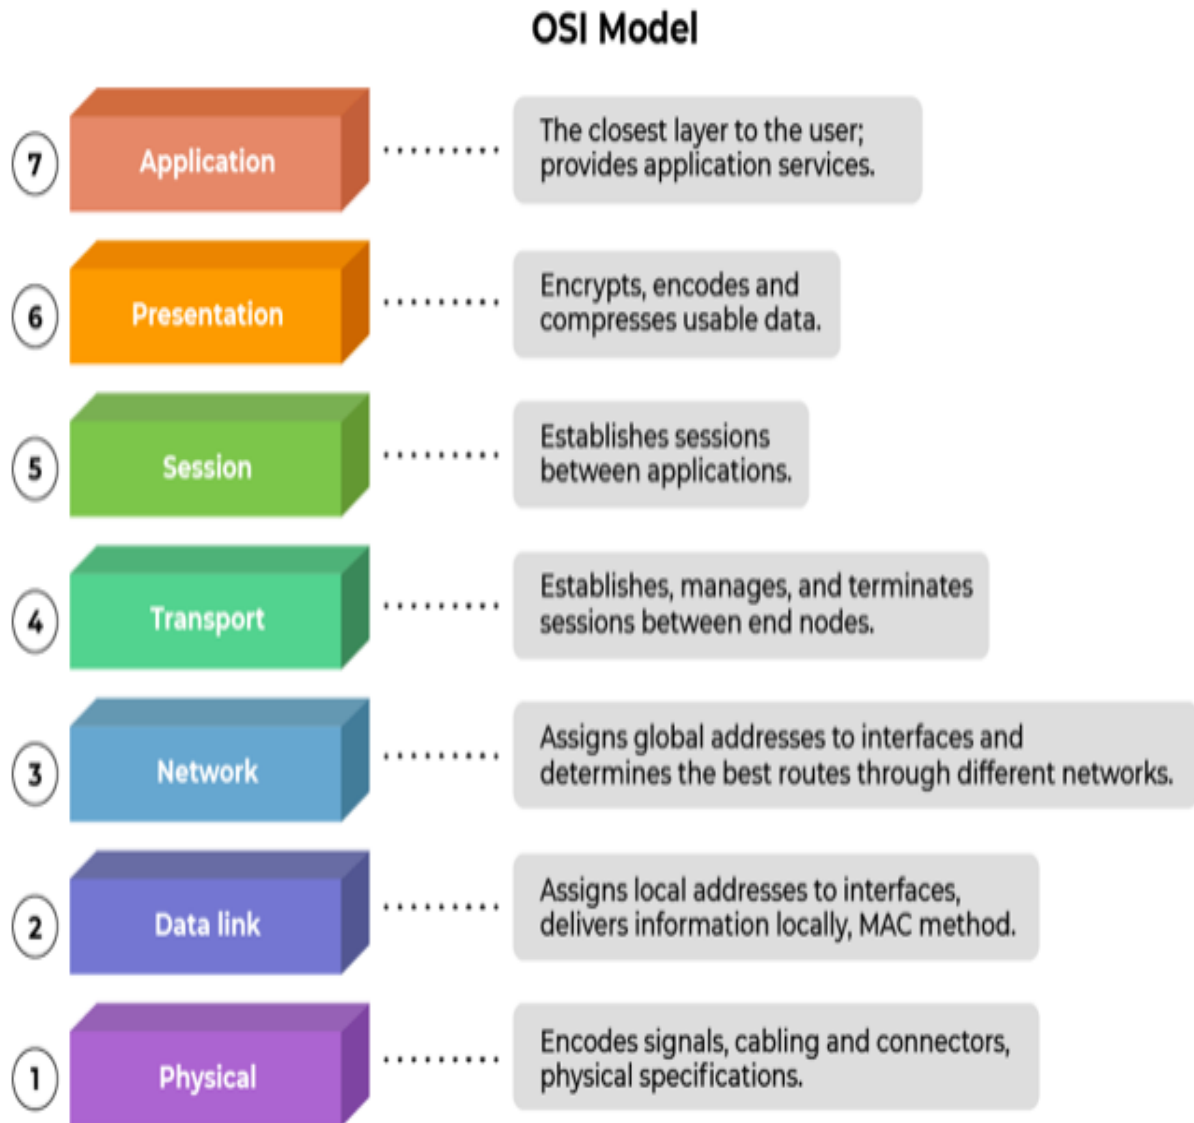 OSI Model
7
Application
The closest layer to the user;
provides application services.
6
Presentation
Encrypts, encodes and
compresses usable data.
5
Session
Establishes sessions
between applications.
4
Transport
Establishes, manages, and terminates
sessions between end nodes.
3
Network
Assigns global addresses to interfaces and
determines the best routes through different networks.
2
Data link
Assigns local addresses to interfaces,
delivers information locally, MAC method.
1
Physical
Encodes signals, cabling and connectors,
physical specifications.